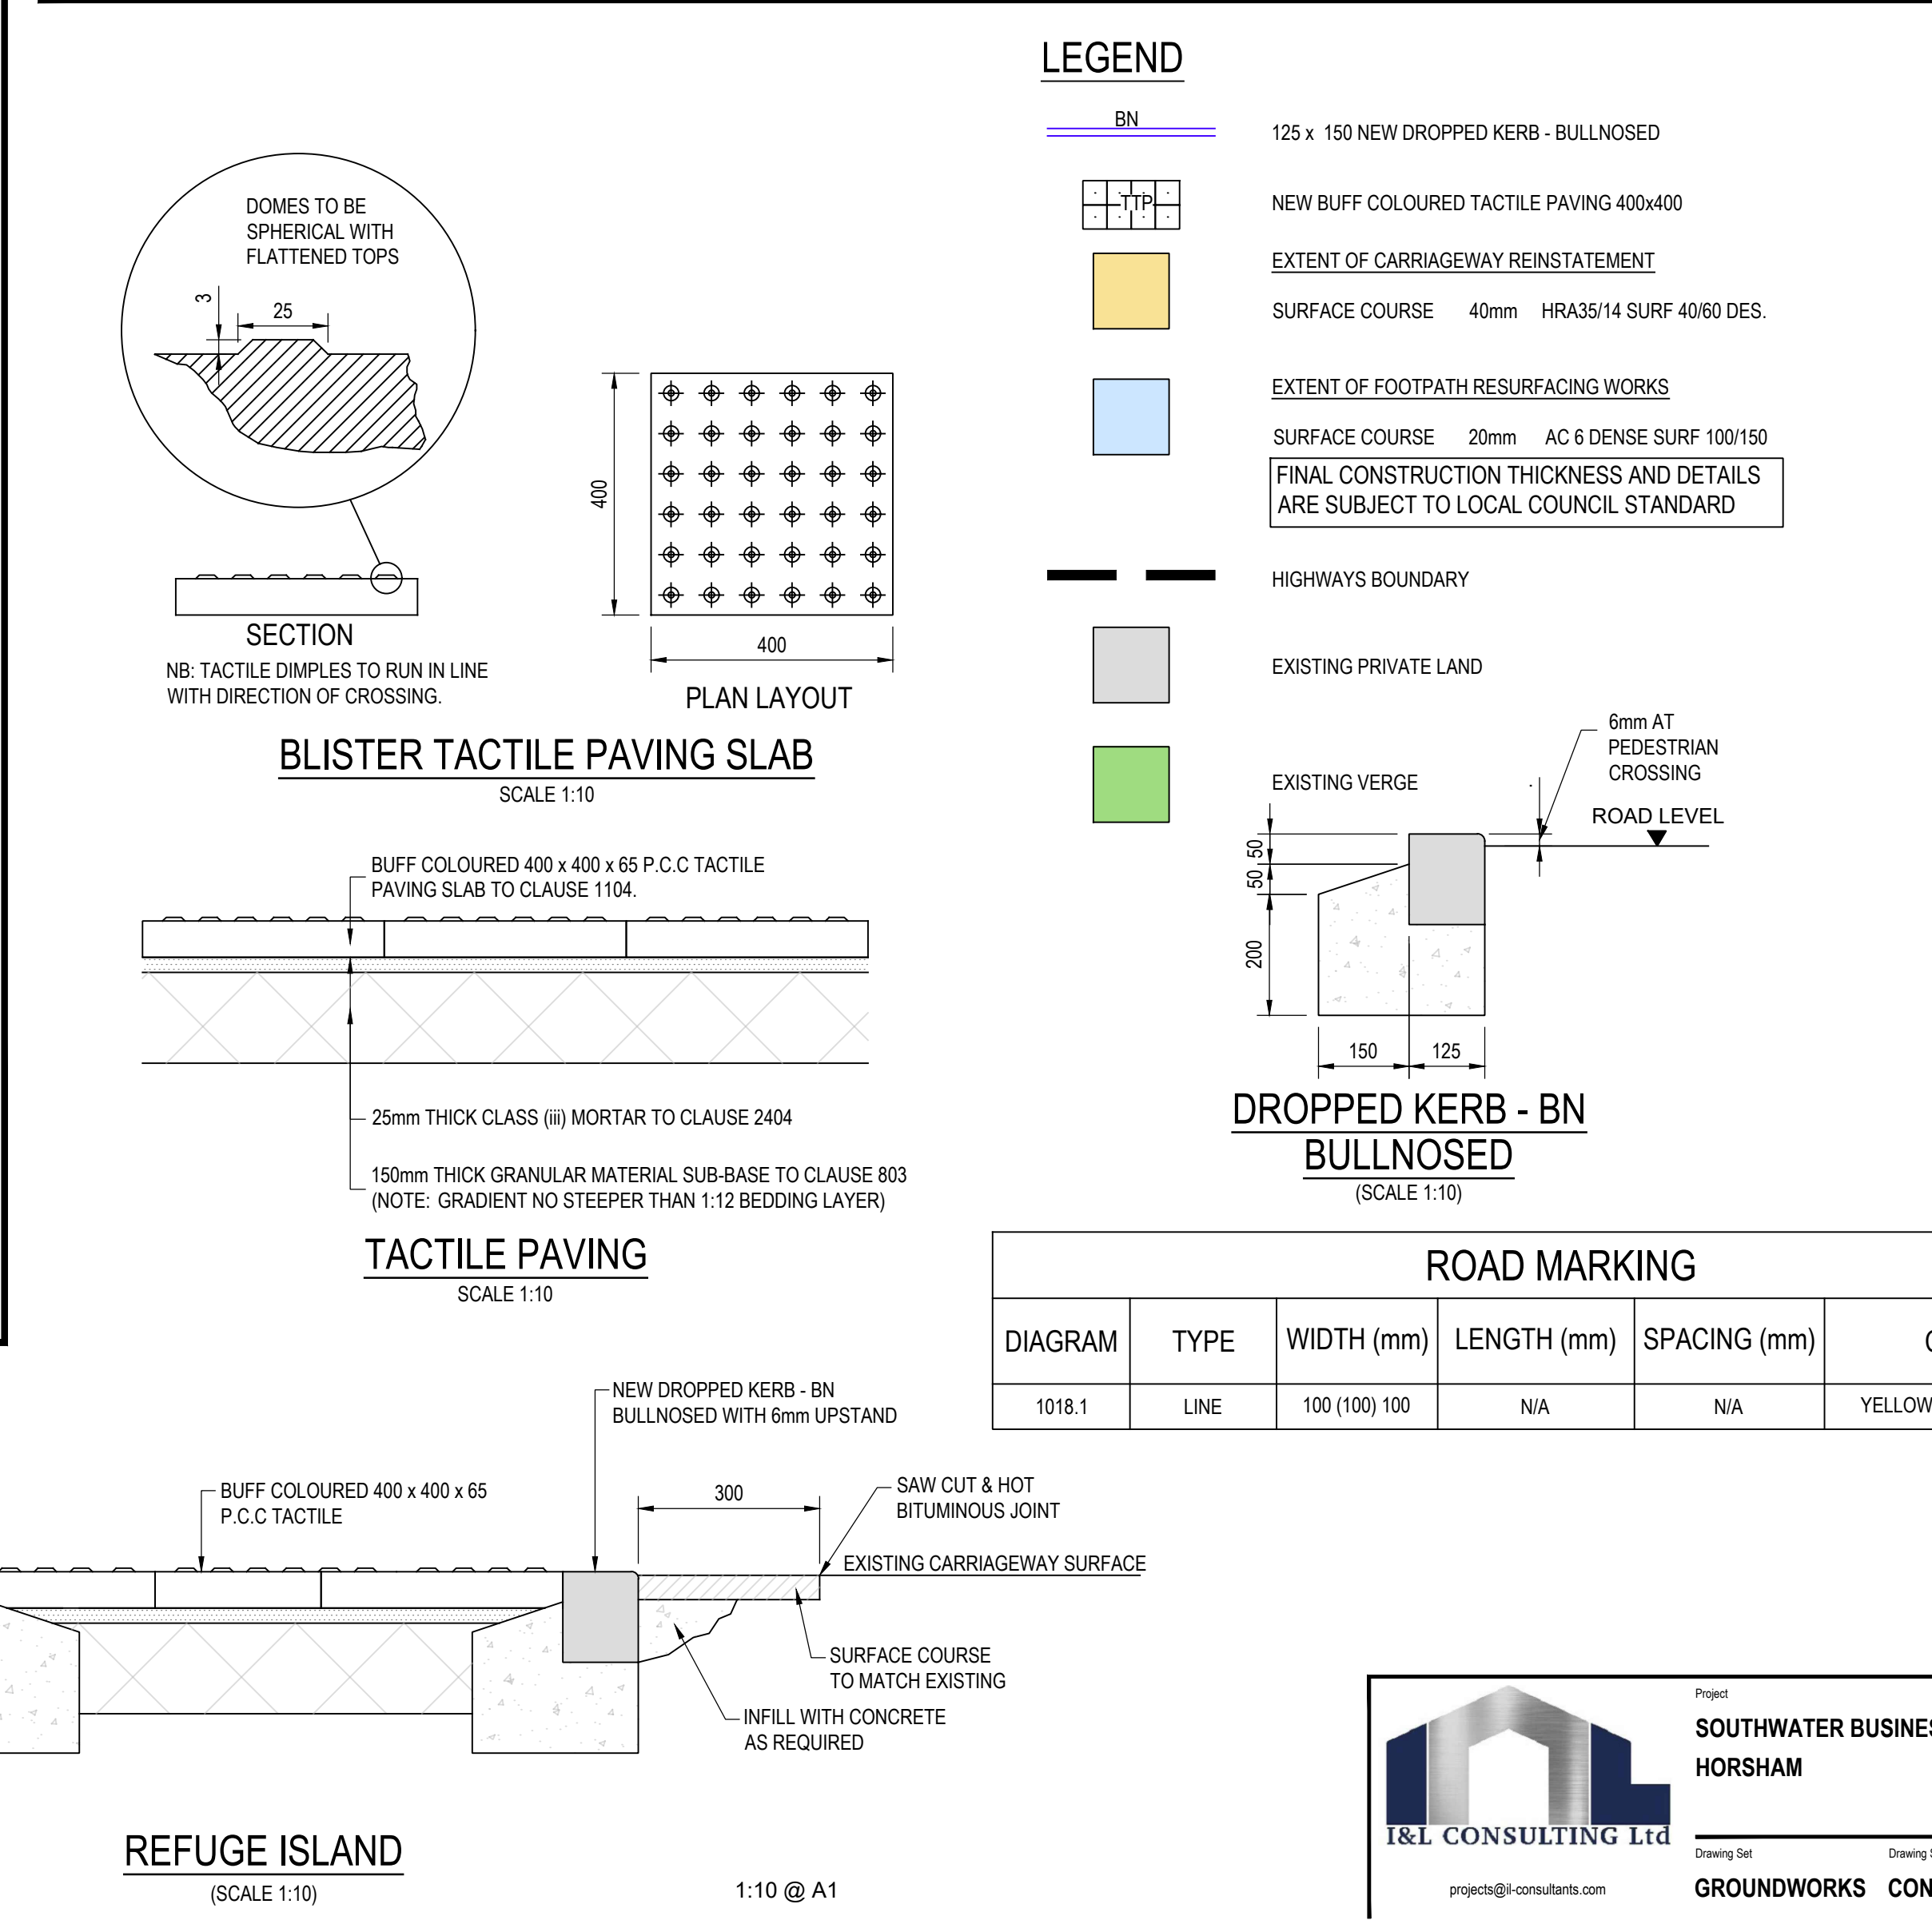 LEGEND
BN
125 x 150 NEW DROPPED KERB - BULLNOSED
TTP
NEW BUFF COLOURED TACTILE PAVING 400x400
EXTENT OF CARRIAGEWAY REINSTATEMENT
SURFACE COURSE 40mm HRA35/14 SURF 40/60 DES.
EXTENT OF FOOTPATH RESURFACING WORKS
SURFACE COURSE 20mm AC 6 DENSE SURF 100/150
FINAL CONSTRUCTION THICKNESS AND DETAILS
ARE SUBJECT TO LOCAL COUNCIL STANDARD
HIGHWAYS BOUNDARY
EXISTING PRIVATE LAND
EXISTING VERGE
DOMES TO BE
SPHERICAL WITH
FLATTENED TOPS
3
25
SECTION
NB: TACTILE DIMPLES TO RUN IN LINE
WITH DIRECTION OF CROSSING.
400
400
PLAN LAYOUT
BLISTER TACTILE PAVING SLAB
SCALE 1:10
6mm AT
PEDESTRIAN
CROSSING
ROAD LEVEL
50
50
200
150
125
DROPPED KERB - BN
BULLNOSED
(SCALE 1:10)
BUFF COLOURED 400 x 400 x 65 P.C.C TACTILE
PAVING SLAB TO CLAUSE 1104.
25mm THICK CLASS (iii) MORTAR TO CLAUSE 2404
150mm THICK GRANULAR MATERIAL SUB-BASE TO CLAUSE 803
(NOTE: GRADIENT NO STEEPER THAN 1:12 BEDDING LAYER)
TACTILE PAVING
SCALE 1:10
ROAD MARKING
DIAGRAM TYPE WIDTH (mm) LENGTH (mm) SPACING (mm)
1018.1 LINE 100 (100) 100 N/A N/A YELLOW
NEW DROPPED KERB - BN
BULLNOSED WITH 6mm UPSTAND
BUFF COLOURED 400 x 400 x 65
P.C.C TACTILE
300
SAW CUT & HOT
BITUMINOUS JOINT
EXISTING CARRIAGEWAY SURFACE
SURFACE COURSE
TO MATCH EXISTING
INFILL WITH CONCRETE
AS REQUIRED
REFUGE ISLAND
(SCALE 1:10)
1:10 @ A1
I&L CONSULTING Ltd
projects@il-consultants.com
Project
SOUTHWATER
HORSHAM
Drawing Set Drawing
GROUNDWORKS